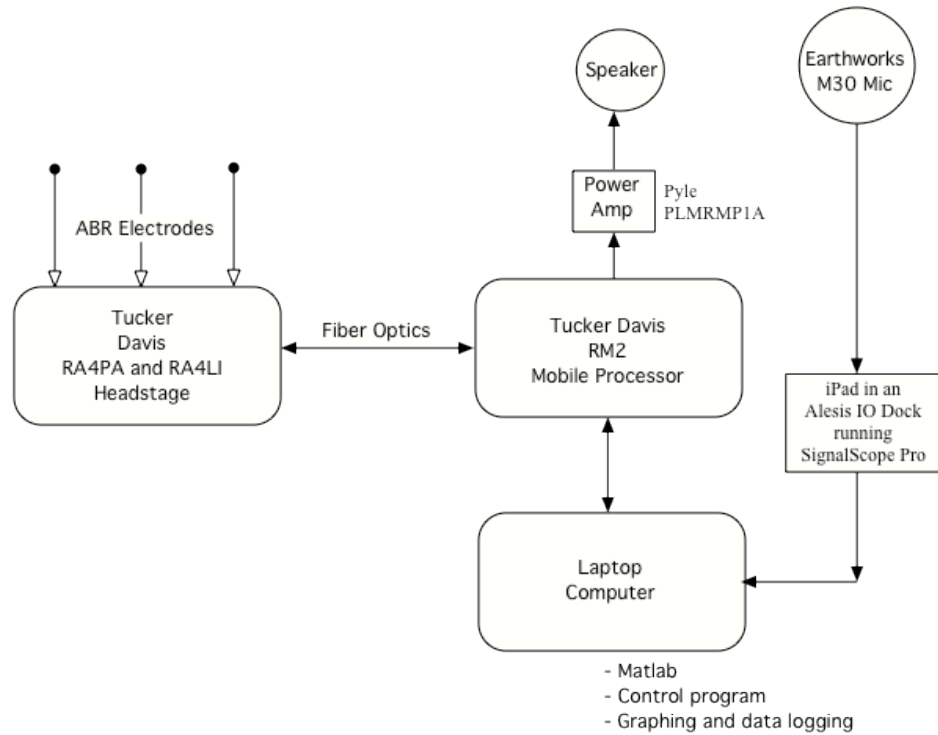 Speaker
Earthworks
M30 Mic
Power
Amp
Pyle
PLMRMP1A
ABR Electrodes
Tucker
Davis
RA4PA and RA4LI
Headstage
Fiber Optics
Tucker Davis
RM2
Mobile Processor
iPad in an
Alesis IO Dock
running
SignalScope Pro
Laptop
Computer
- Matlab
- Control program
- Graphing and data logging